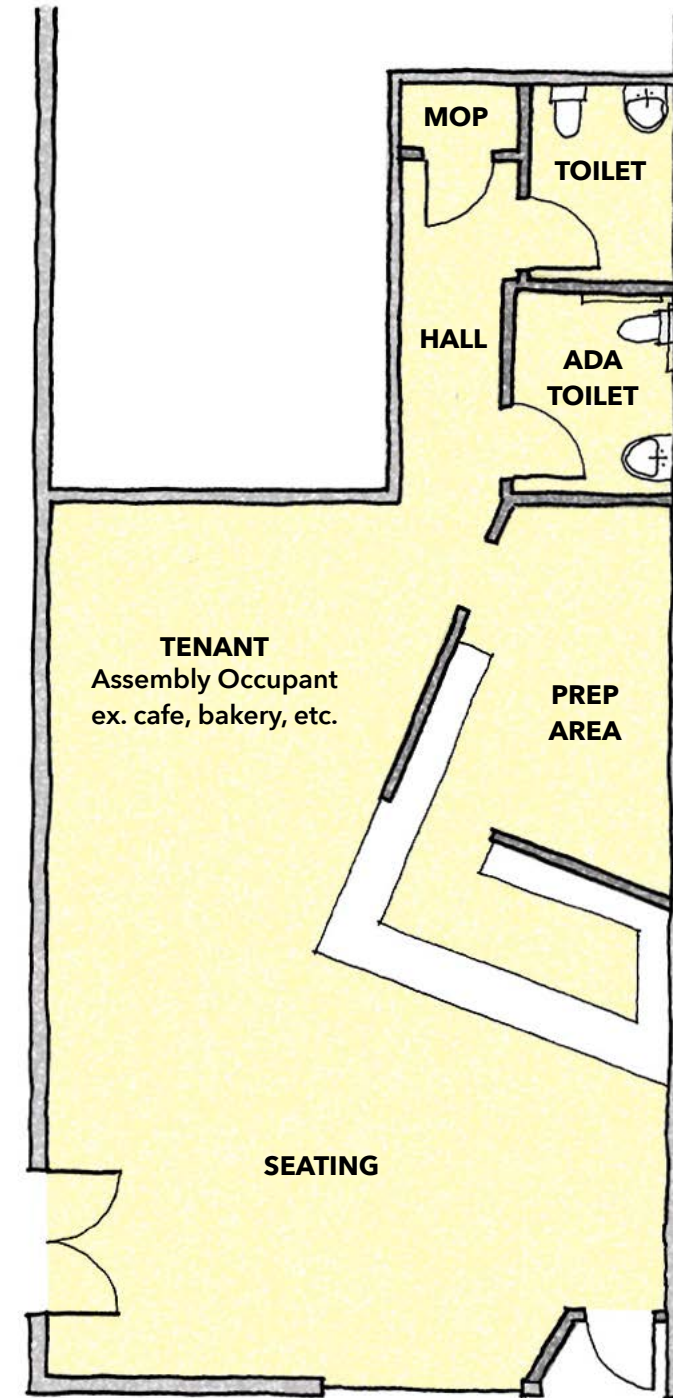 MOP
TOILET
HALL
ADA
TOILET
TENANT
Assembly Occupant
ex. cafe, bakery, etc.
PREP
AREA
SEATING